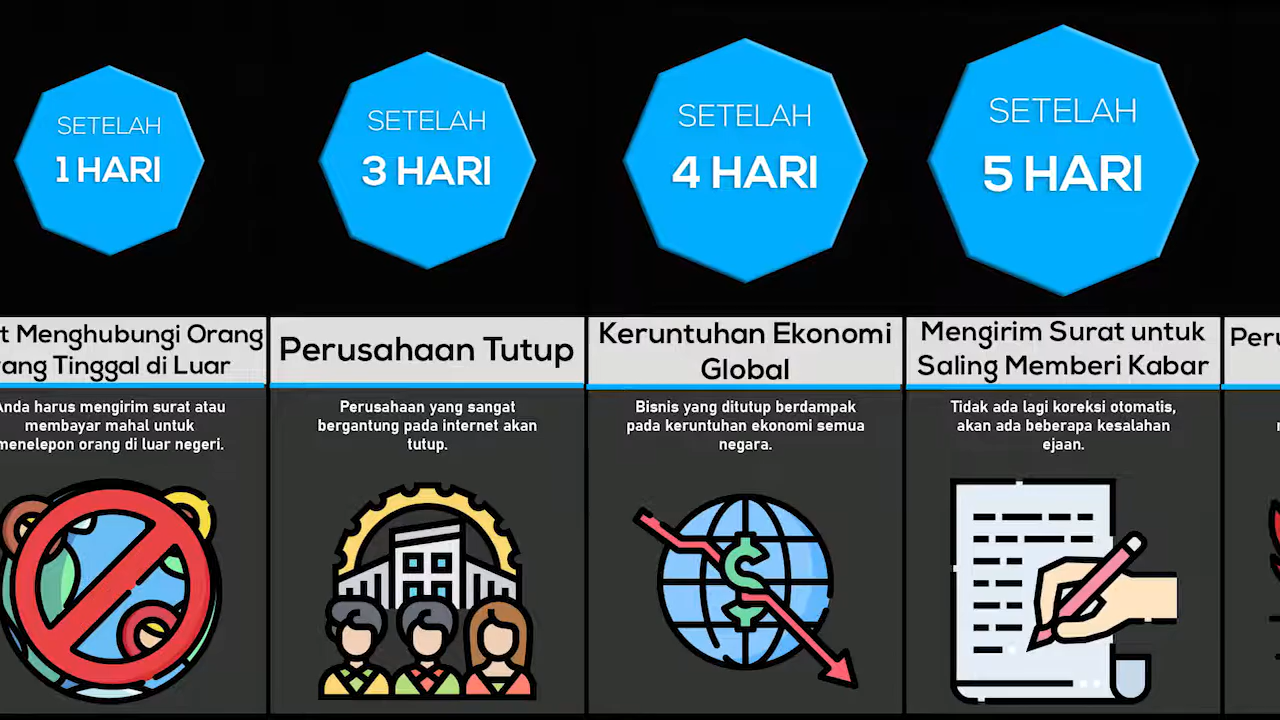 SETELAH
1 HARI
t Menghubungi Orang
yang Tinggal di Luar
Anda harus mengirim surat atau
membayar mahal untuk
menelepon orang di luar negeri.
SETELAH
3 HARI
Perusahaan Tutup
Perusahaan yang sangat
bergantung pada internet akan
tutup.
SETELAH
4 HARI
Keruntuhan Ekonomi
Global
Bisnis yang ditutup berdampak
pada keruntuhan ekonomi semua
negara.
SETELAH
5 HARI
Mengirim Surat untuk
Saling Memberi Kabar
Tidak ada lagi koreksi otomatis,
akan ada beberapa kesalahan
ejaan.
Peru